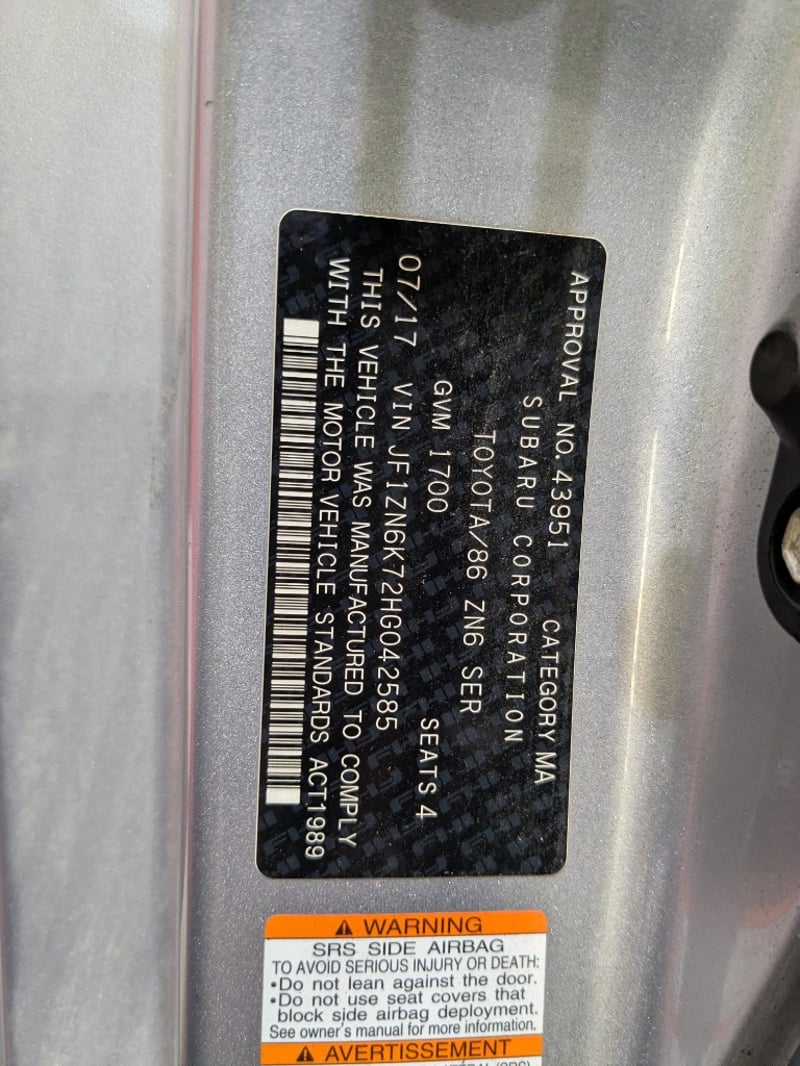 APPROVAL NO.43951 CATEGORY MA
SUBARU CORPORATION
TOYOTA/86 ZN6 SER
GVM 1700 SEATS 4
07/17 VIN JF1ZN6K72HG042585
THIS VEHICLE WAS MANUFACTURED TO COMPLY
WITH THE MOTOR VEHICLE STANDARDS ACT1989
WARNING
SRS SIDE AIRBAG
TO AVOID SERIOUS INJURY OR DEATH:
•Do not lean against the door.
•Do not use seat covers that
block side airbag deployment.
See owner's manual for more information.
AVERTISSEMENT